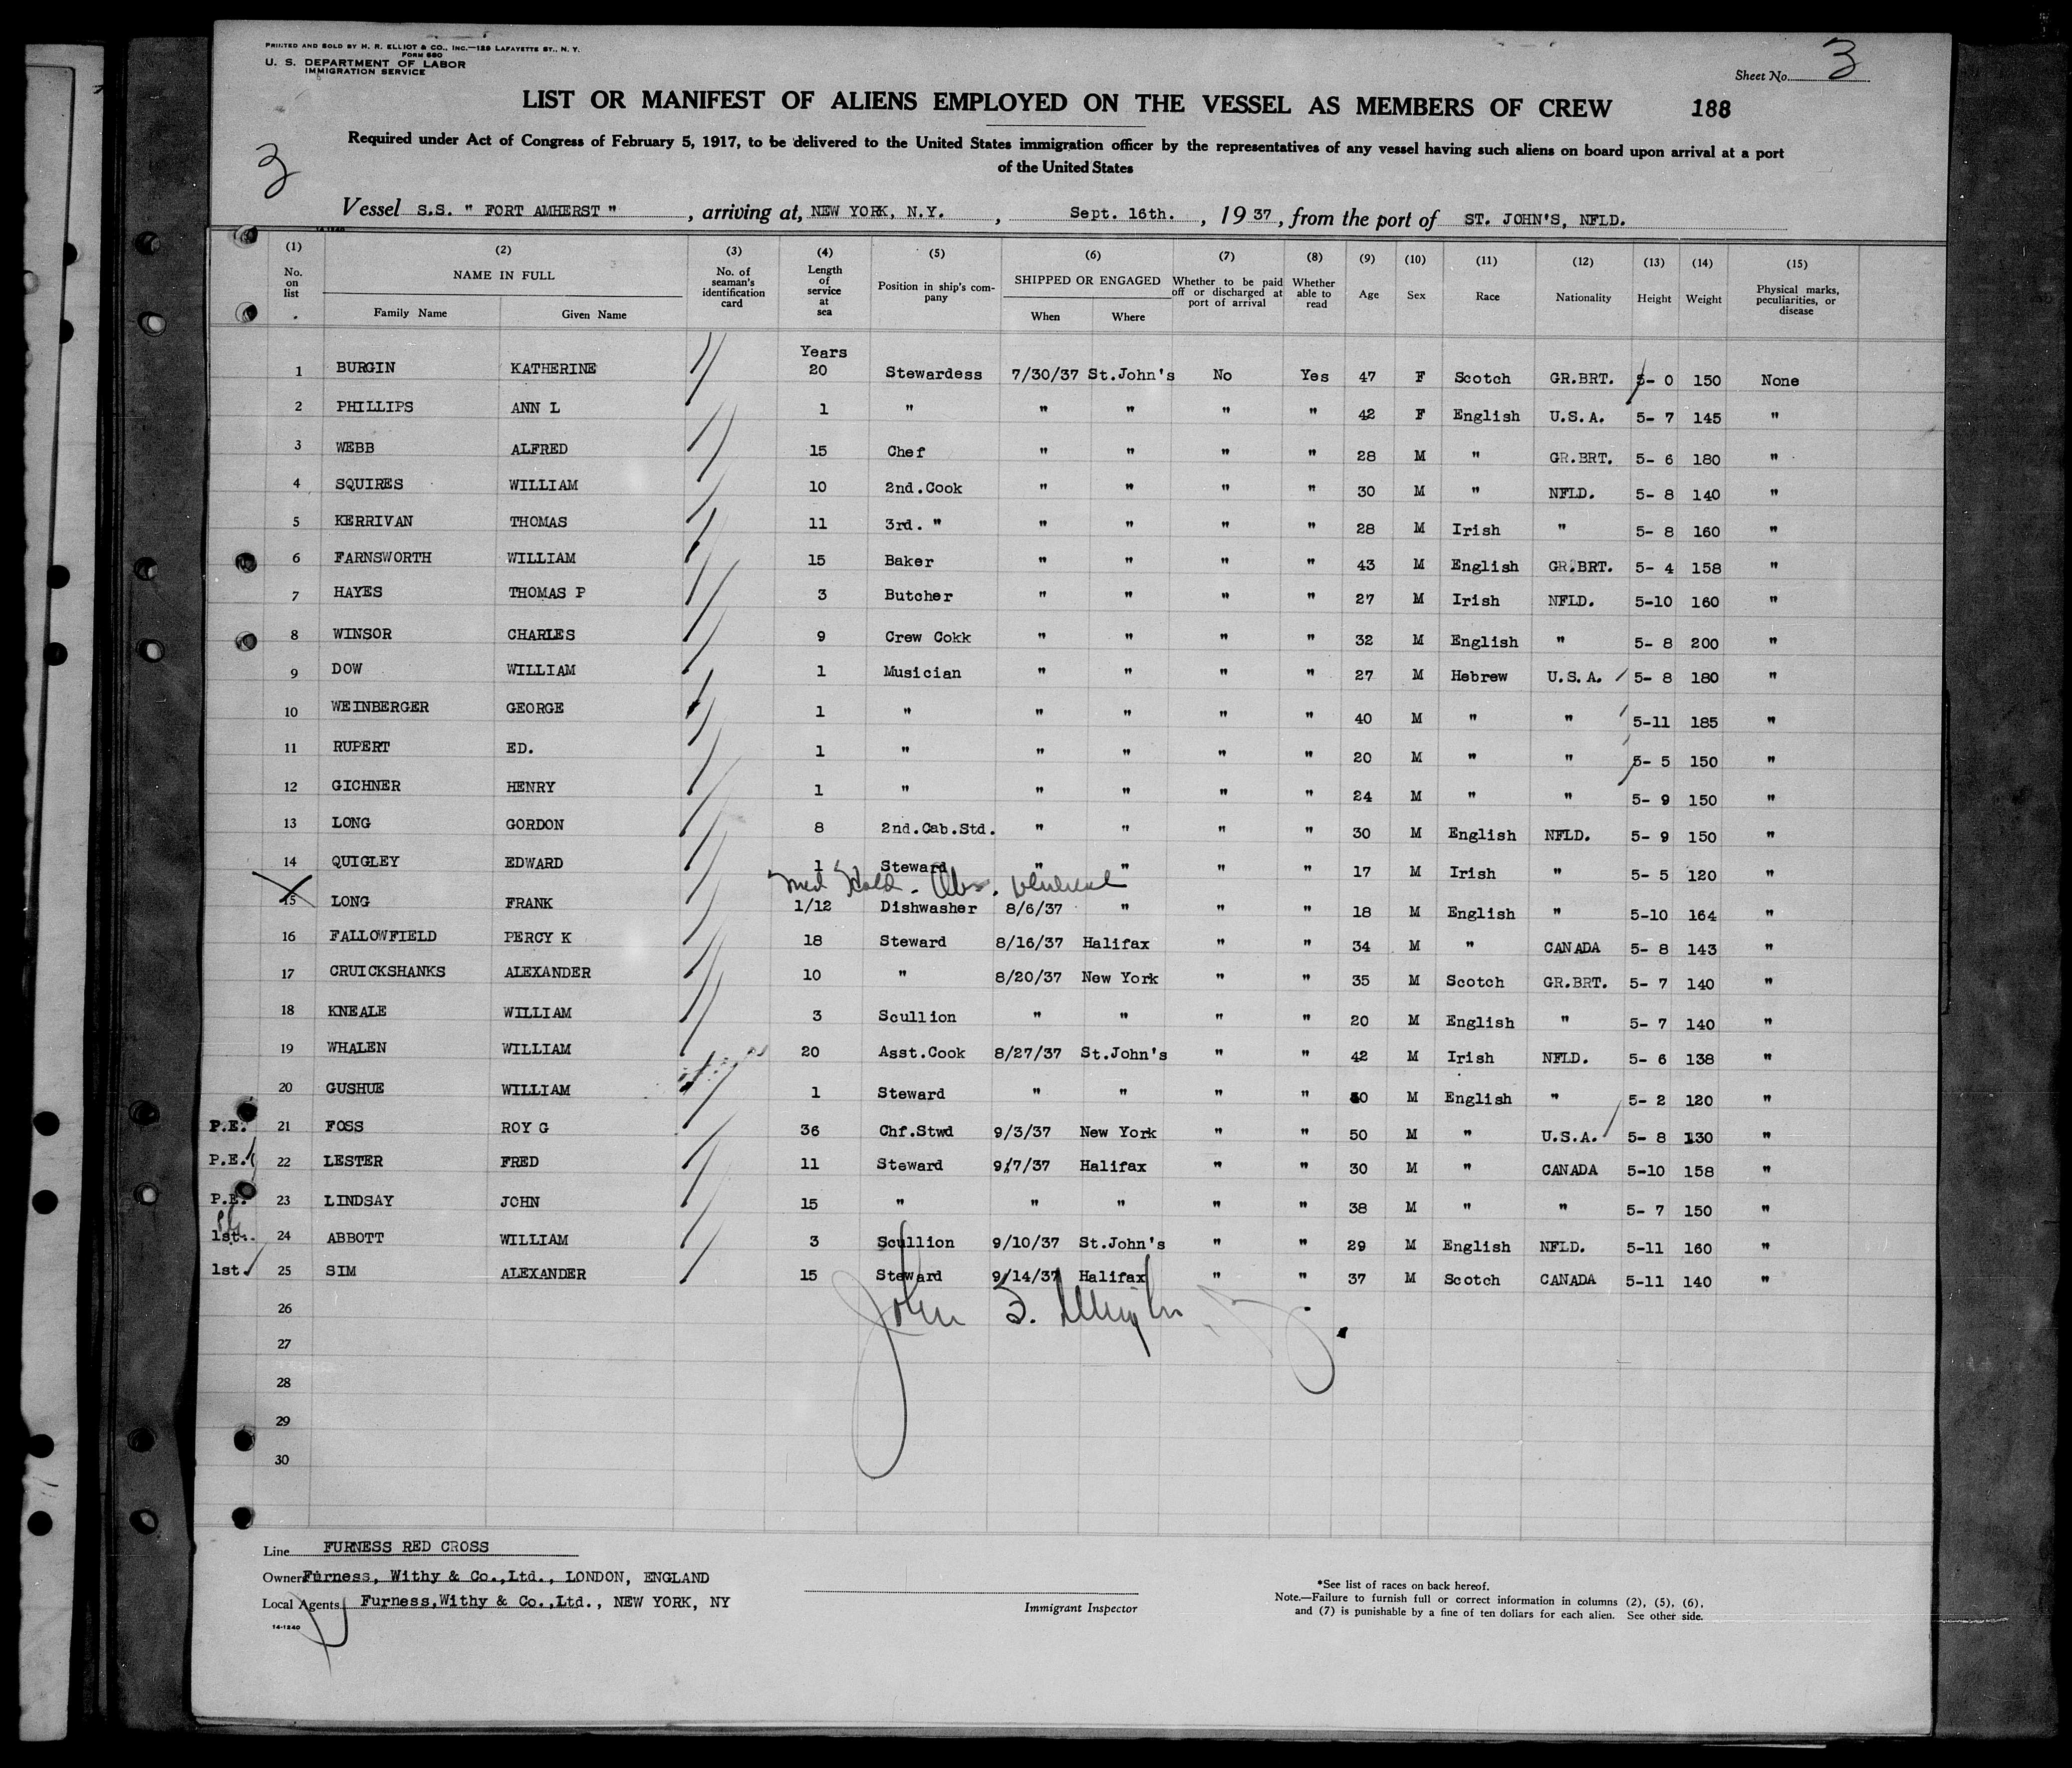 PRINTED AND SOLD BY H. R. ELLIOT & CO., INC.—129 LAFAYETTE ST., N. Y.
FORM 680
U. S. DEPARTMENT OF LABOR
IMMIGRATION SERVICE
Sheet No. 3
LIST OR MANIFEST OF ALIENS EMPLOYED ON THE VESSEL AS MEMBERS OF CREW 188
Required under Act of Congress of February 5, 1917, to be delivered to the United States immigration officer by the representatives of any vessel having such aliens on board upon arrival at a port
of the United States
3
Vessel S.S. " FORT AMHERST " , arriving at, NEW YORK, N.Y. , Sept. 16th. , 19 37 , from the port of ST. JOHN'S, NFLD.
(1) (2) (3) (4) (5) (6) (7) (8) (9) (10) (11) (12) (13) (14) (15)
No. on list NAME IN FULL Family Name Given Name No. of seaman's identification card Length of service at sea Position in ship's company SHIPPED OR ENGAGED When Where Whether to be paid off or discharged at port of arrival Whether able to read Age Sex Race Nationality Height Weight Physical marks, peculiarities, or disease
Years
1 BURGIN KATHERINE 20 Stewardess 7/30/37 St.John's No Yes 47 F Scotch GR.BRT. 5- 0 150 None
2 PHILLIPS ANN L 1 " " " " " 42 F English U.S.A. 5- 7 145 "
3 WEBB ALFRED 15 Chef " " " " 28 M " GR.BRT. 5- 6 180 "
4 SQUIRES WILLIAM 10 2nd.Cook " " " " 30 M " NFLD. 5- 8 140 "
5 KERRIVAN THOMAS 11 3rd. " " " " " 28 M Irish " 5- 8 160 "
6 FARNSWORTH WILLIAM 15 Baker " " " " 43 M English GR.BRT. 5- 4 158 "
7 HAYES THOMAS P 3 Butcher " " " " 27 M Irish NFLD. 5-10 160 "
8 WINSOR CHARLES 9 Crew Cokk " " " " 32 M English " 5- 8 200 "
9 DOW WILLIAM 1 Musician " " " " 27 M Hebrew U.S.A. 5- 8 180 "
10 WEINBERGER GEORGE 1 " " " " " 40 M " " 5-11 185 "
11 RUPERT ED. 1 " " " " " 20 M " " 5- 5 150 "
12 GICHNER HENRY 1 " " " " " 24 M " " 5- 9 150 "
13 LONG GORDON 8 2nd.Cab.Std. " " " " 30 M English NFLD. 5- 9 150 "
14 QUIGLEY EDWARD 1 Steward " " " " 17 M Irish " 5- 5 120 "
Med Hold. Obs. venereal
15 LONG FRANK 1/12 Dishwasher 8/6/37 " " " 18 M English " 5-10 164 "
16 FALLOWFIELD PERCY K 18 Steward 8/16/37 Halifax " " 34 M " CANADA 5- 8 143 "
17 CRUICKSHANKS ALEXANDER 10 " 8/20/37 New York " " 35 M Scotch GR.BRT. 5- 7 140 "
18 KNEALE WILLIAM 3 Scullion " " " " 20 M English " 5- 7 140 "
19 WHALEN WILLIAM 20 Asst.Cook 8/27/37 St.John's " " 42 M Irish NFLD. 5- 6 138 "
20 GUSHUE WILLIAM 1 Steward " " " " M English " 5- 2 120 "
P.E. 21 FOSS ROY G 36 Chf.Stwd 9/3/37 New York " " 50 M " U.S.A. 5- 8 130 "
P.E. 22 LESTER FRED 11 Steward 9/7/37 Halifax " " 30 M " CANADA 5-10 158 "
P.E. 23 LINDSAY JOHN 15 " " " " " 38 M " " 5- 7 150 "
1st. 24 ABBOTT WILLIAM 3 Scullion 9/10/37 St.John's " " 29 M English NFLD. 5-11 160 "
1st. 25 SIM ALEXANDER 15 Steward 9/14/37 Halifax " " 37 M Scotch CANADA 5-11 140 "
26 John
27
28
29
30
Line FURNESS RED CROSS
Owner Furness, Withy & Co.,Ltd., LONDON, ENGLAND
Local Agents Furness,Withy & Co.,Ltd., NEW YORK, NY
14-1240
Immigrant Inspector
*See list of races on back hereof.
Note.—Failure to furnish full or correct information in columns (2), (5), (6),
and (7) is punishable by a fine of ten dollars for each alien. See other side.